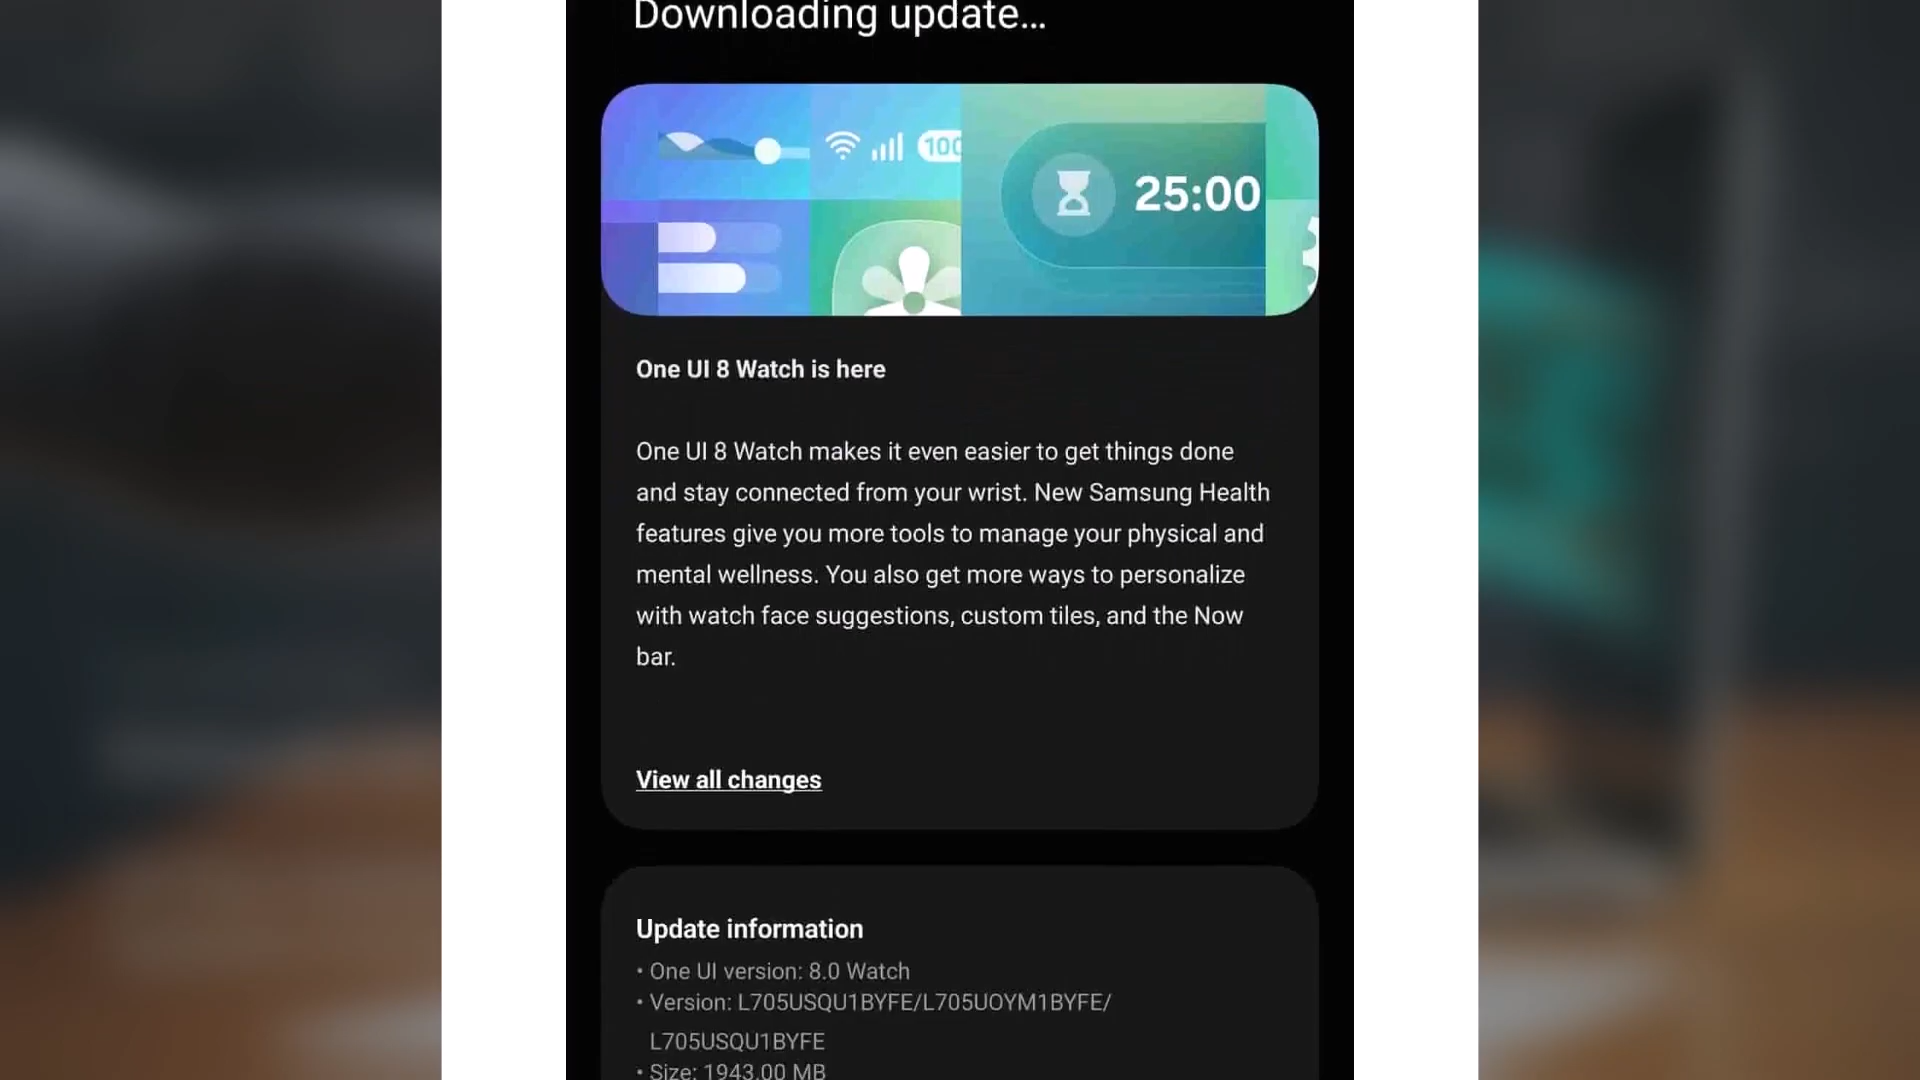 Downloading update...
100
25:00
One UI 8 Watch is here
One UI 8 Watch makes it even easier to get things done
and stay connected from your wrist. New Samsung Health
features give you more tools to manage your physical and
mental wellness. You also get more ways to personalize
with watch face suggestions, custom tiles, and the Now
bar.
View all changes
Update information
• One UI version: 8.0 Watch
• Version: L705USQU1BYFE/L705UOYM1BYFE/
L705USQU1BYFE
• Size: 1943.00 MB